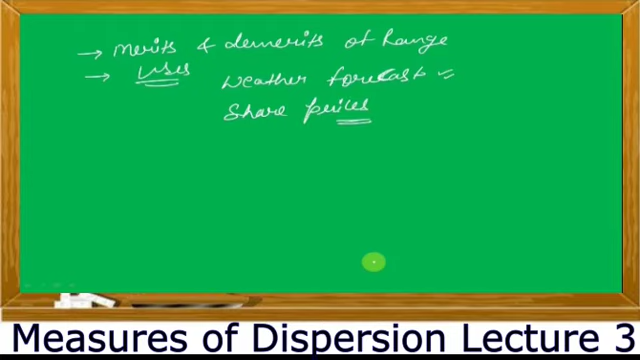 → Merits & demerits of Range
→ Uses Weather forecast
Share prices
Measures of Dispersion Lecture 3